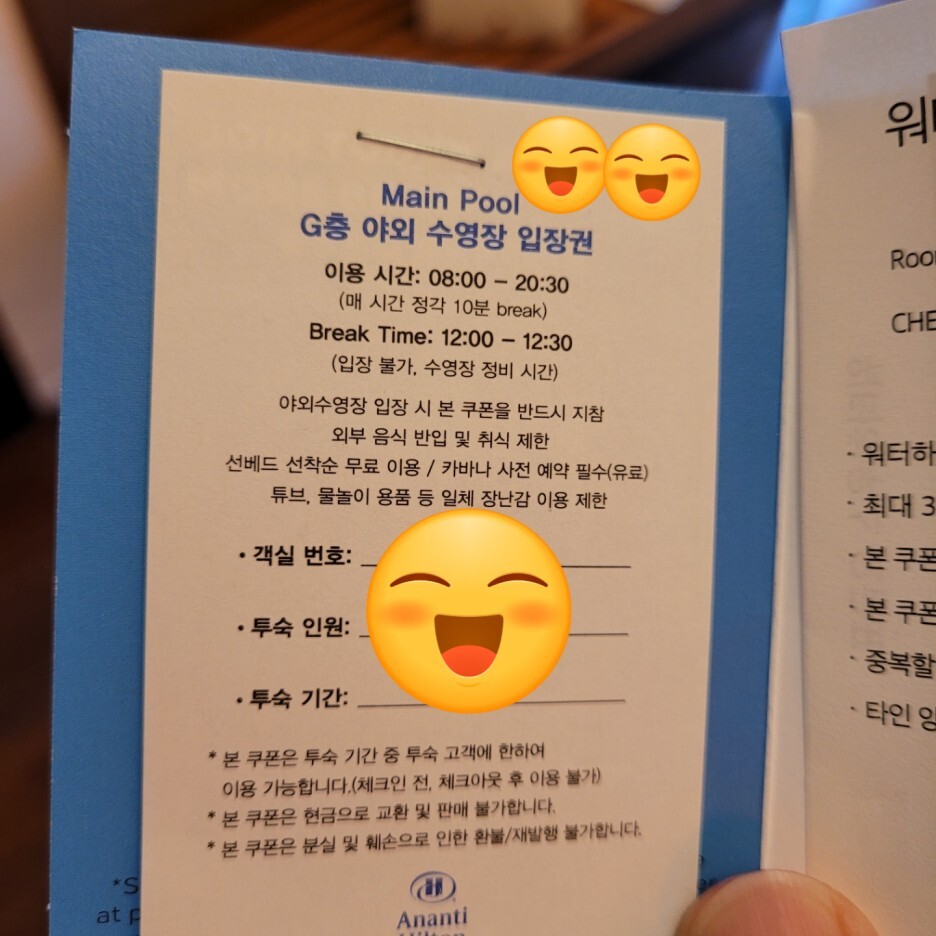 Main Pool
G층 야외 수영장 입장권
이용 시간: 08:00 – 20:30
(매 시간 정각 10분 break)
Break Time: 12:00 – 12:30
(입장 불가, 수영장 정비 시간)
야외수영장 입장 시 본 쿠폰을 반드시 지참
외부 음식 반입 및 취식 제한
선베드 선착순 무료 이용 / 카바나 사전 예약 필수(유료)
튜브, 물놀이 용품 등 일체 장난감 이용 제한
• 객실 번호:
• 투숙 인원:
• 투숙 기간:
* 본 쿠폰은 투숙 기간 중 투숙 고객에 한하여
이용 가능합니다.(체크인 전, 체크아웃 후 이용 불가)
* 본 쿠폰은 현금으로 교환 및 판매 불가합니다.
* 본 쿠폰은 분실 및 훼손으로 인한 환불/재발행 불가합니다.
Ananti
Hilton
*S
at p
워터
Roo
CHE
· 워터하
· 최대 3
· 본 쿠폰
· 본 쿠폰
· 중복할
· 타인 양